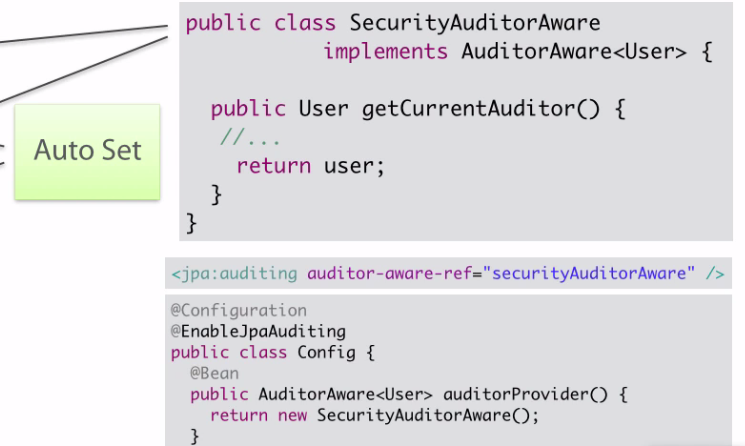 public class SecurityAuditorAware
implements AuditorAware<User> {
public User getCurrentAuditor() {
//...
return user;
}
}
Auto Set
<jpa:auditing auditor-aware-ref="securityAuditorAware" />
@Configuration
@EnableJpaAuditing
public class Config {
@Bean
public AuditorAware<User> auditorProvider() {
return new SecurityAuditorAware();
}